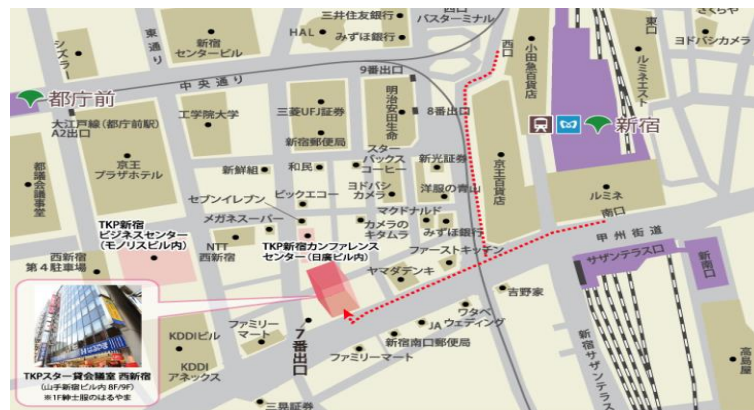 三井住友銀行
西口
バスターミナル
さくらや
シズラー
東通り
新宿
センタービル
HAL
みずほ銀行
西口
小田急百貨店
東口
ヨドバシカメラ
ルミネエスト
中央通り
9番出口
都庁前
大江戸線(都庁前駅)
A2出口
工学院大学
三菱UFJ証券
明治安田生命
8番出口
新宿
新宿郵便局
都議会議事堂
京王
プラザホテル
新鮮組
和民
スター
バックス
コーヒー
新光証券
京王百貨店
ルミネ
セブンイレブン
ビックエコー
ヨドバシ
カメラ
洋服の青山
南口
TKP新宿
ビジネスセンター
(モノリスビル内)
メガネスーパー
マクドナルド
甲州街道
NTT
西新宿
TKP新宿カンファレンス
センター(日廣ビル内)
カメラの
キタムラ
みずほ銀行
サザンテラス口
新南口
西新宿
第4駐車場
ファーストキッチン
ヤマダデンキ
吉野家
ワタベ
ウェディング
JA
新宿南口郵便局
KDDIビル
ファミリー
マート
7番出口
ファミリーマート
新宿サザンテラス
高島屋
KDDI
アネックス
TKPスター貸会議室 西新宿
(山手新宿ビル内 8F/9F)
※1F紳士服のはるやま
三晃証券